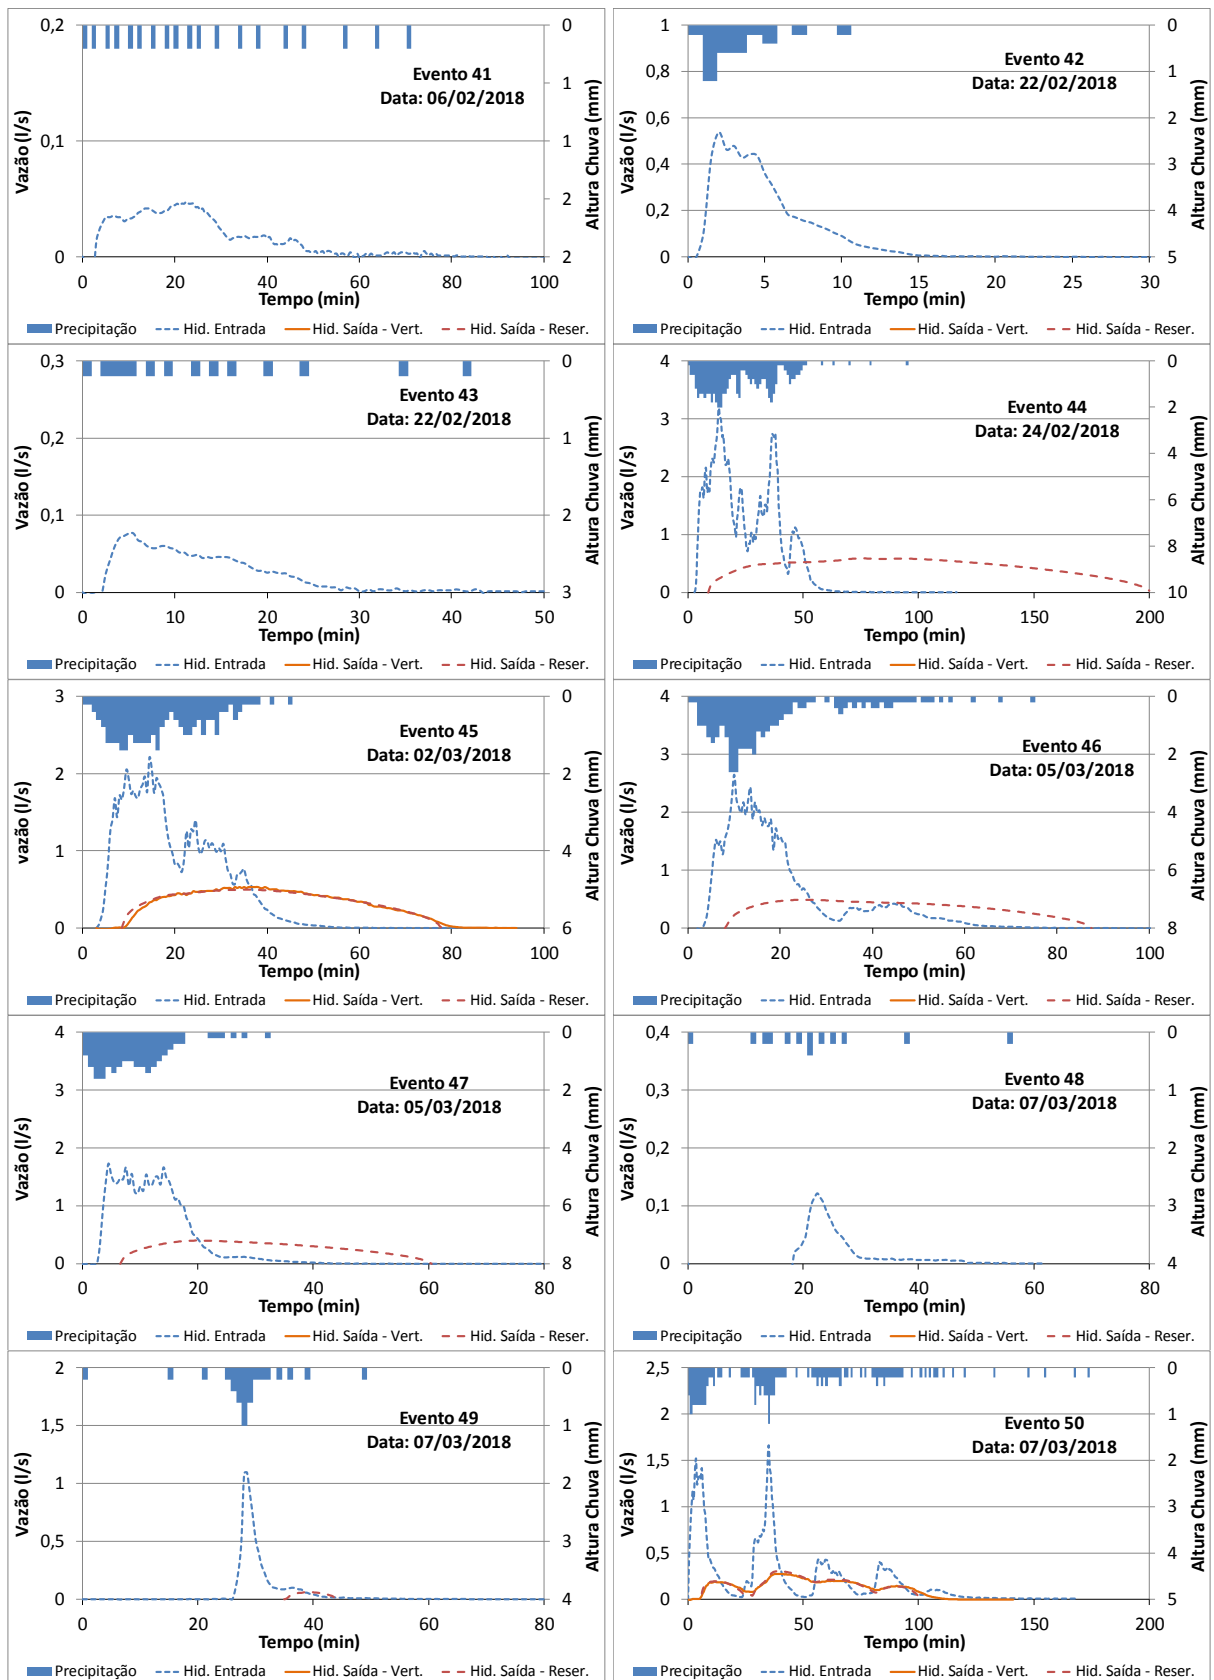 0,2
0,1
0
0
1
1
2
2
Evento 41
Data: 06/02/2018
Vazão (l/s)
Altura Chuva (mm)
0 20 40 60 80 100
Tempo (min)
Precipitação Hid. Entrada Hid. Saída - Vert. Hid. Saída - Reser.
1
0,8
0,6
0,4
0,2
0
0
1
2
3
4
5
Evento 42
Data: 22/02/2018
Vazão (l/s)
Altura Chuva (mm)
0 5 10 15 20 25 30
Tempo (min)
Precipitação Hid. Entrada Hid. Saída - Vert. Hid. Saída - Reser.
0,3
0,2
0,1
0
0
1
2
3
Evento 43
Data: 22/02/2018
Vazão (l/s)
Altura Chuva (mm)
0 10 20 30 40 50
Tempo (min)
Precipitação Hid. Entrada Hid. Saída - Vert. Hid. Saída - Reser.
4
3
2
1
0
0
2
4
6
8
10
Evento 44
Data: 24/02/2018
Vazão (l/s)
Altura Chuva (mm)
0 50 100 150 200
Tempo (min)
Precipitação Hid. Entrada Hid. Saída - Vert. Hid. Saída - Reser.
3
2
1
0
0
2
4
6
Evento 45
Data: 02/03/2018
vazão (l/s)
Altura Chuva (mm)
0 20 40 60 80 100
Tempo (min)
Precipitação Hid. Entrada Hid. Saída - Vert. Hid. Saída - Reser.
4
3
2
1
0
0
2
4
6
8
Evento 46
Data: 05/03/2018
Vazão (l/s)
Altura Chuva (mm)
0 20 40 60 80 100
Tempo (min)
Precipitação Hid. Entrada Hid. Saída - Vert. Hid. Saída - Reser.
4
3
2
1
0
0
2
4
6
8
Evento 47
Data: 05/03/2018
Vazão (l/s)
Altura Chuva (mm)
0 20 40 60 80
Tempo (min)
Precipitação Hid. Entrada Hid. Saída - Vert. Hid. Saída - Reser.
0,4
0,3
0,2
0,1
0
0
1
2
3
4
Evento 48
Data: 07/03/2018
Vazão (l/s)
Altura Chuva (mm)
0 20 40 60 80
Tempo (min)
Precipitação Hid. Entrada Hid. Saída - Vert. Hid. Saída - Reser.
2
1,5
1
0,5
0
0
1
2
3
4
Evento 49
Data: 07/03/2018
Vazão (l/s)
Altura Chuva (mm)
0 20 40 60 80
Tempo (min)
Precipitação Hid. Entrada Hid. Saída - Vert. Hid. Saída - Reser.
2,5
2
1,5
1
0,5
0
0
1
2
3
4
5
Evento 50
Data: 07/03/2018
Vazão (l/s)
Altura Chuva (mm)
0 50 100 150 200
Tempo (min)
Precipitação Hid. Entrada Hid. Saída - Vert. Hid. Saída - Reser.